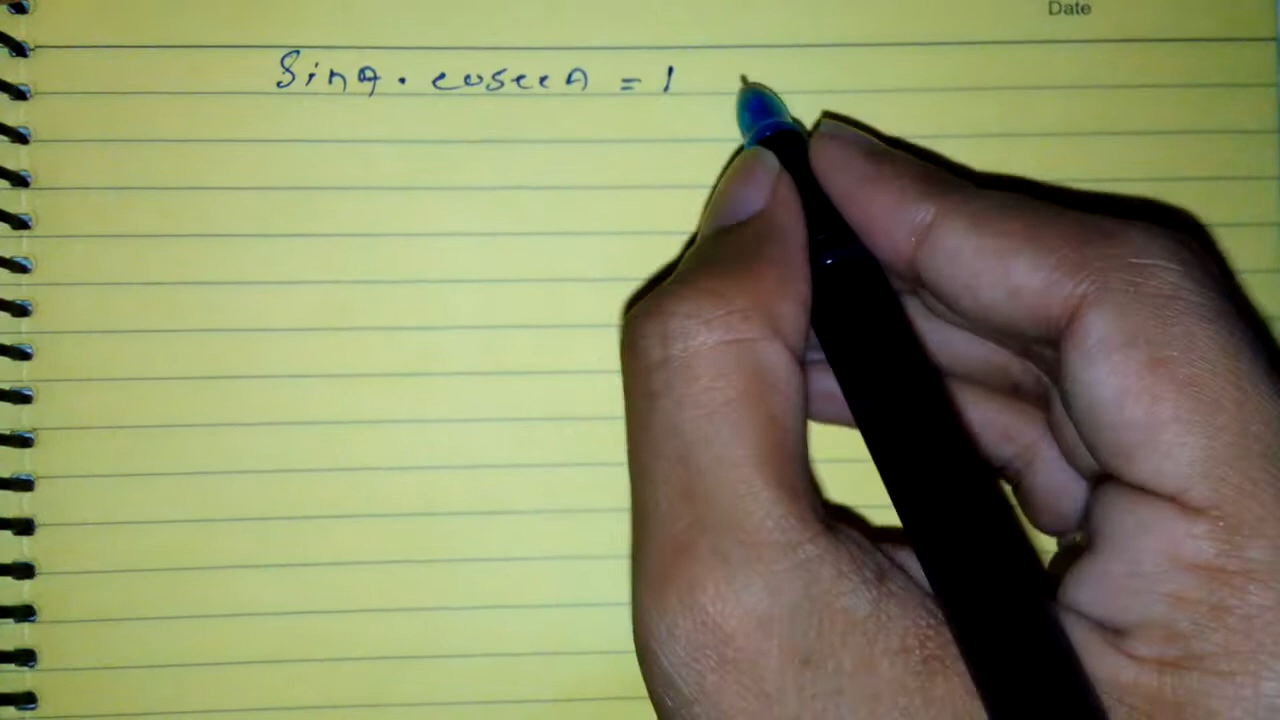 Date
SinA . cosecA = 1